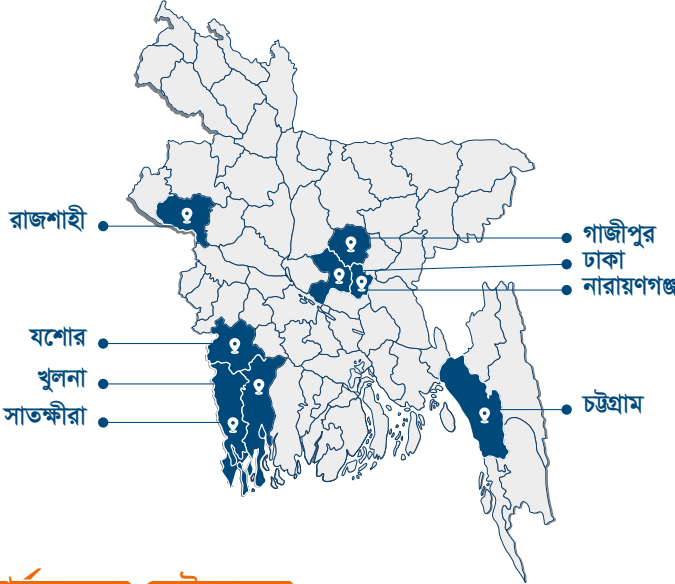 রাজশাহী
গাজীপুর
ঢাকা
নারায়ণগঞ্জ
যশোর
খুলনা
সাতক্ষীরা
চট্টগ্রাম